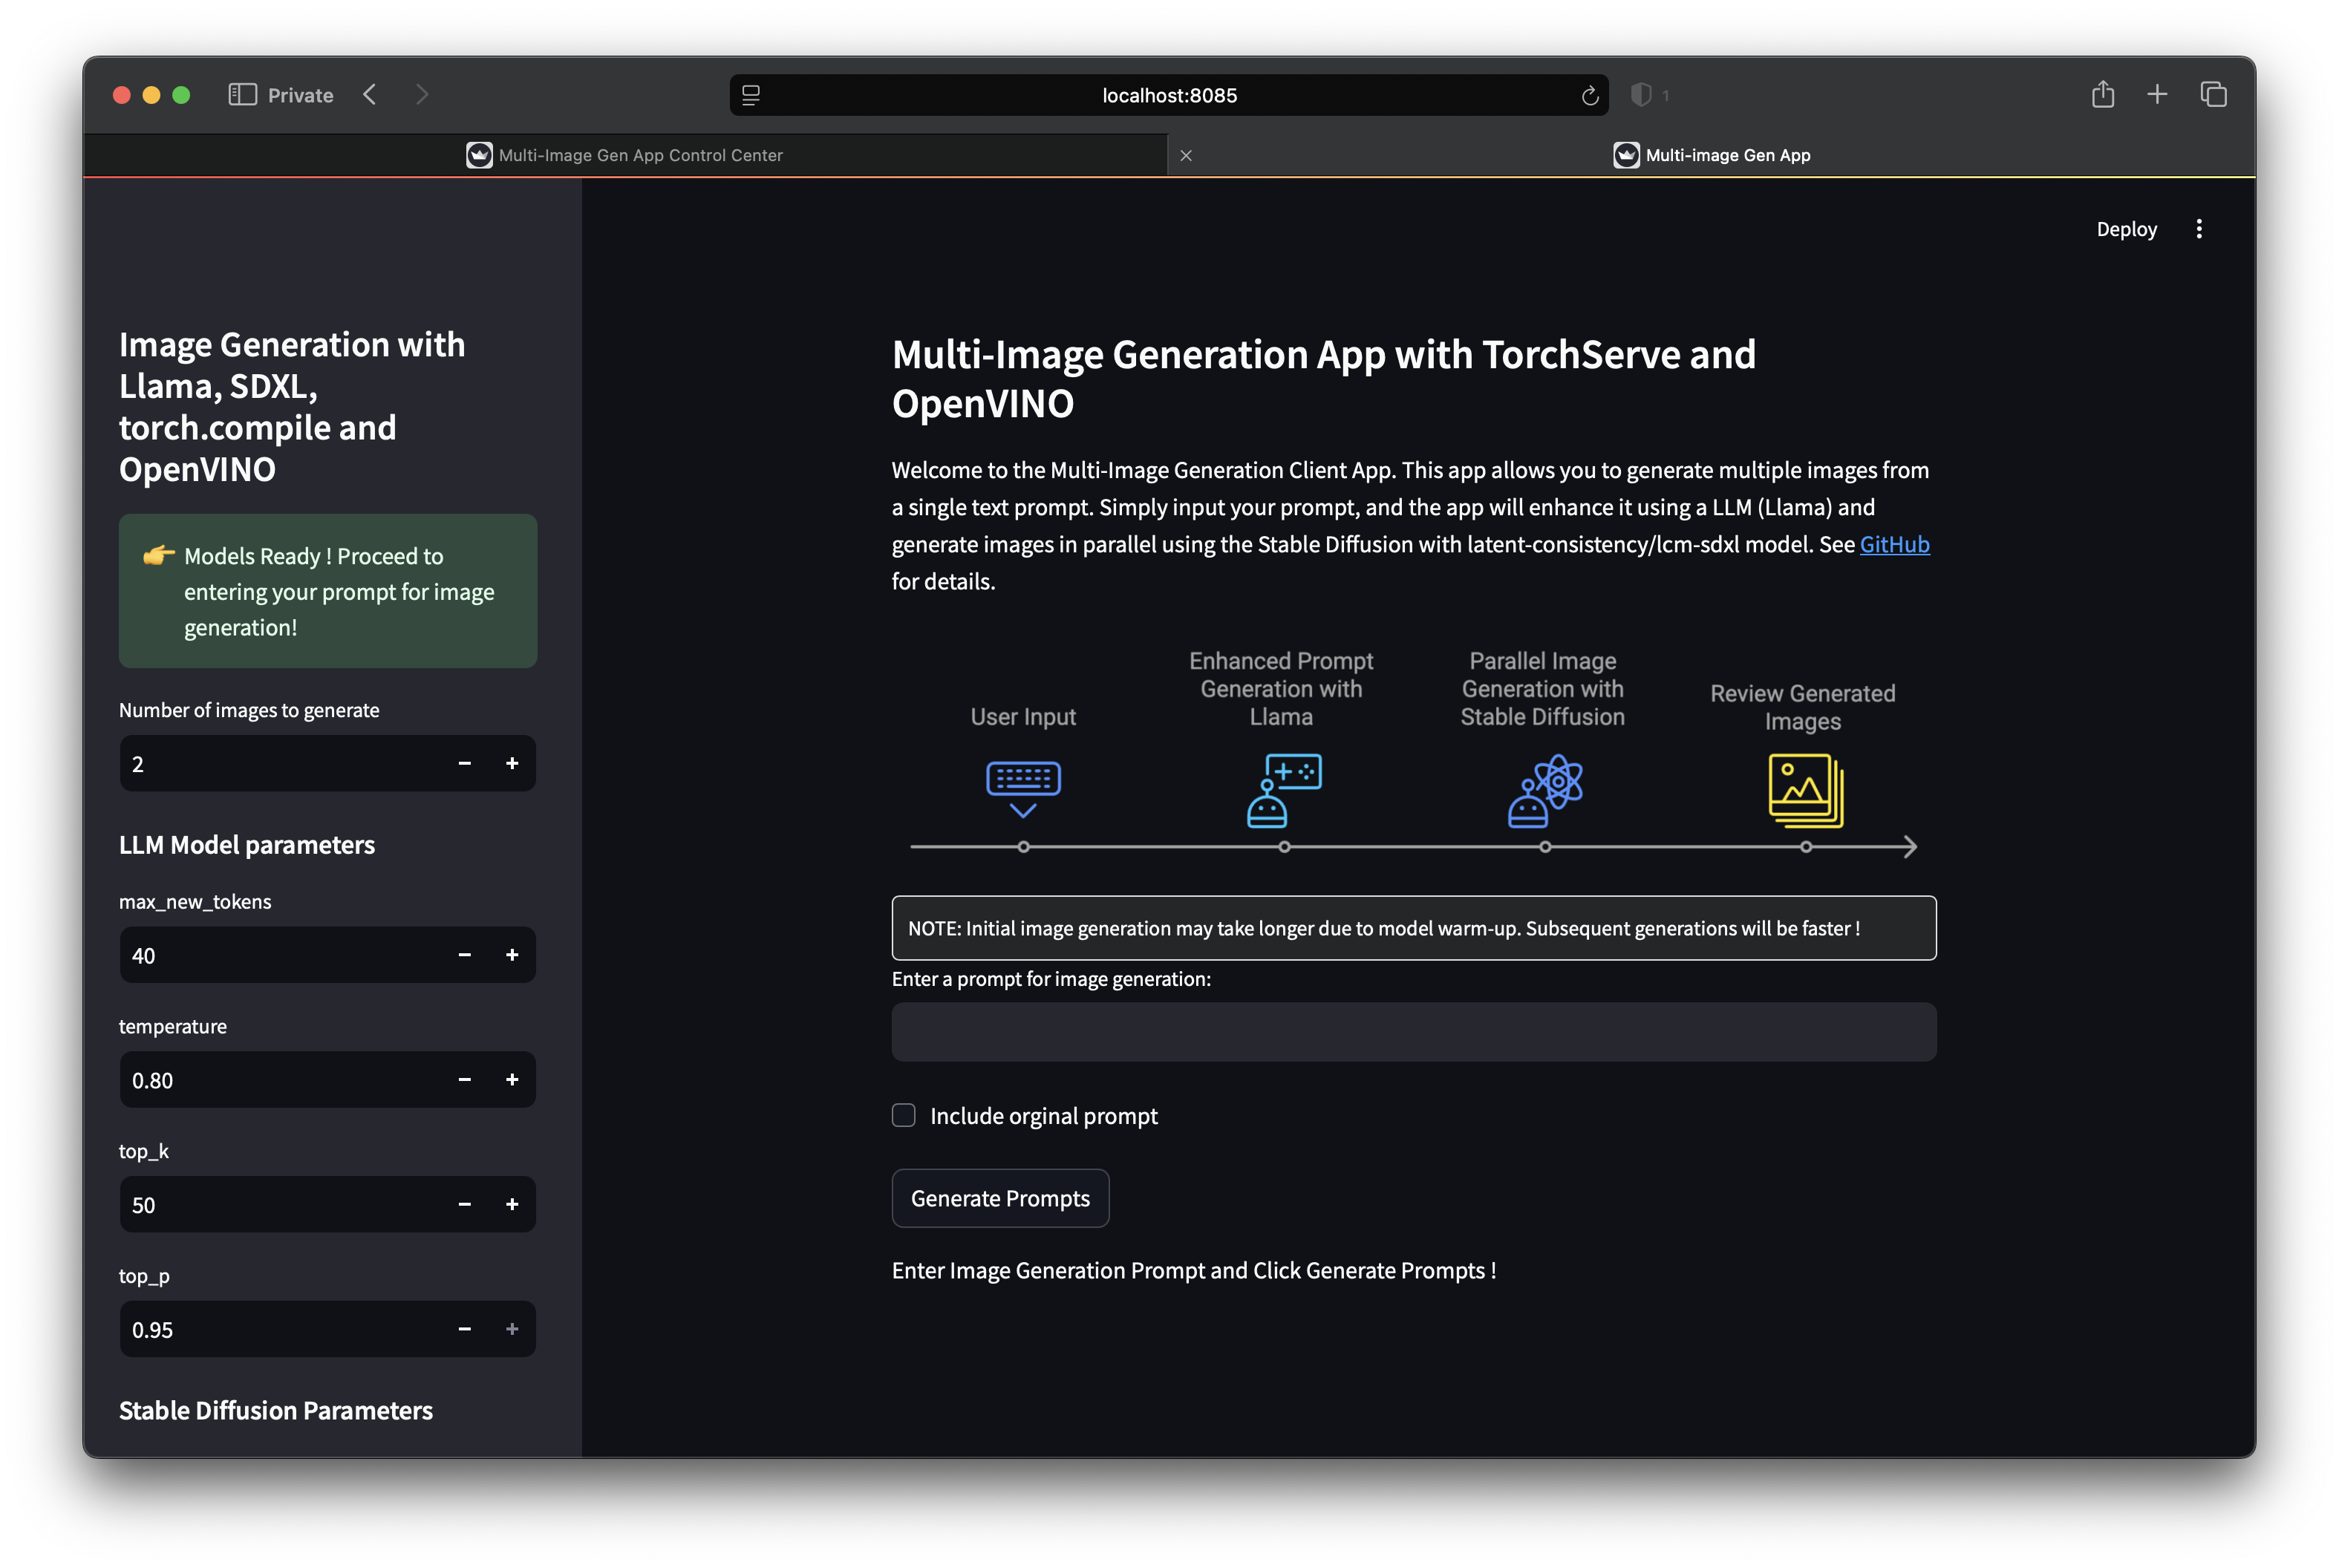 Private
localhost:8085
1
Multi-Image Gen App Control Center
Multi-image Gen App
Deploy
Image Generation with
Llama, SDXL,
torch.compile and
OpenVINO
👉 Models Ready ! Proceed to
entering your prompt for image
generation!
Number of images to generate
2
LLM Model parameters
max_new_tokens
40
temperature
0.80
top_k
50
top_p
0.95
Stable Diffusion Parameters
Multi-Image Generation App with TorchServe and
OpenVINO
Welcome to the Multi-Image Generation Client App. This app allows you to generate multiple images from
a single text prompt. Simply input your prompt, and the app will enhance it using a LLM (Llama) and
generate images in parallel using the Stable Diffusion with latent-consistency/lcm-sdxl model. See GitHub
for details.
User Input
Enhanced Prompt
Generation with
Llama
Parallel Image
Generation with
Stable Diffusion
Review Generated
Images
NOTE: Initial image generation may take longer due to model warm-up. Subsequent generations will be faster !
Enter a prompt for image generation:
Include orginal prompt
Generate Prompts
Enter Image Generation Prompt and Click Generate Prompts !